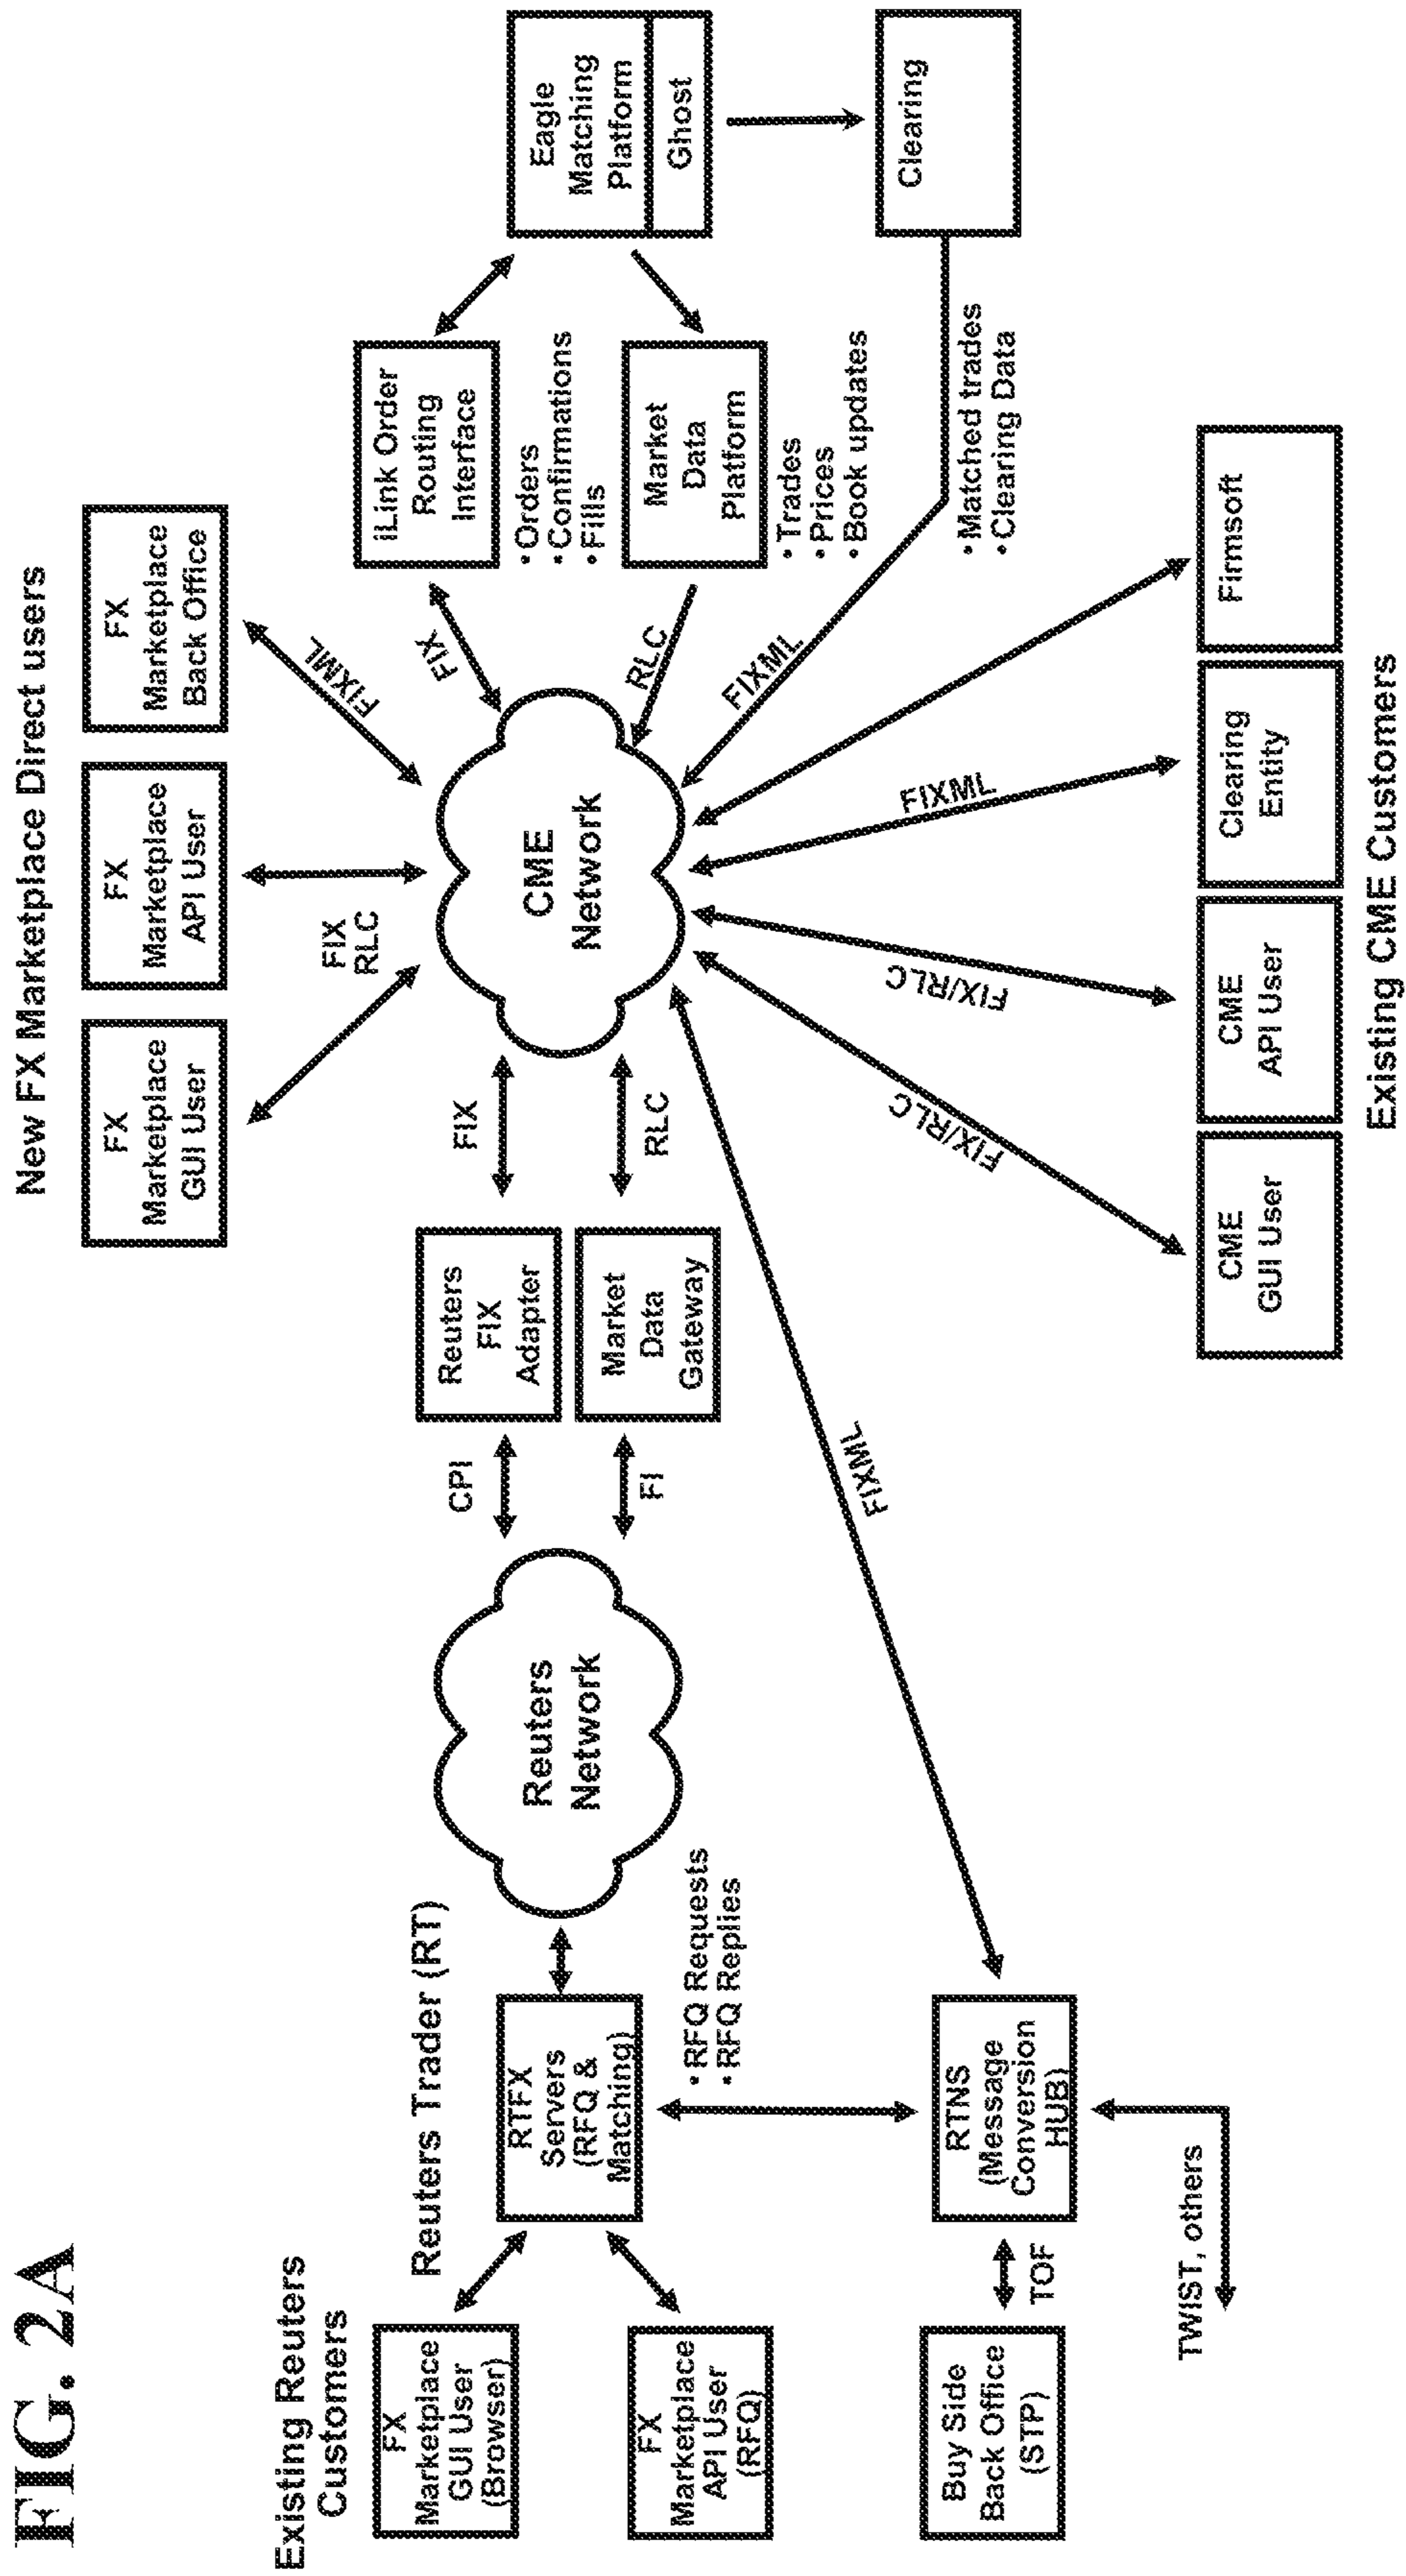 FIG. 2A
New FX Marketplace Direct users
FX
Marketplace
GUI User
FX
Marketplace
API User
FX
Marketplace
Back Office
FIX
RLC
FIXML
Existing Reuters
Customers
Reuters Trader (RT)
FX
Marketplace
GUI User
(Browser)
FX
Marketplace
API User
(RFQ)
RTFX
Servers
(RFQ &
Matching)
•RFQ Requests
•RFQ Replies
Reuters
Network
CPI
FI
Reuters
FIX
Adapter
Market
Data
Gateway
FIX
RLC
CME
Network
FIX
RLC
FIXML
iLink Order
Routing
Interface
•Orders
•Confirmations
•Fills
Market
Data
Platform
•Trades
•Prices
•Book updates
Eagle
Matching
Platform
Ghost
Clearing
•Matched trades
•Clearing Data
Buy Side
Back Office
(STP)
TOF
RTNS
(Message
Conversion
HUB)
TWIST, others
FIXML
FIX/RLC
FIX/RLC
FIXML
CME
GUI User
CME
API User
Clearing
Entity
Firmsoft
Existing CME Customers